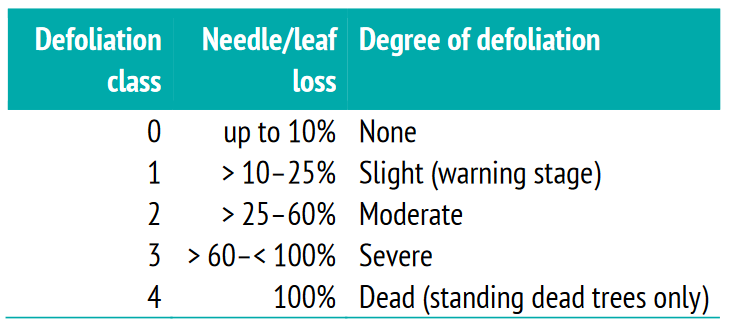 Defoliation class Needle/leaf loss Degree of defoliation
0 up to 10% None
1 > 10–25% Slight (warning stage)
2 > 25–60% Moderate
3 > 60–< 100% Severe
4 100% Dead (standing dead trees only)